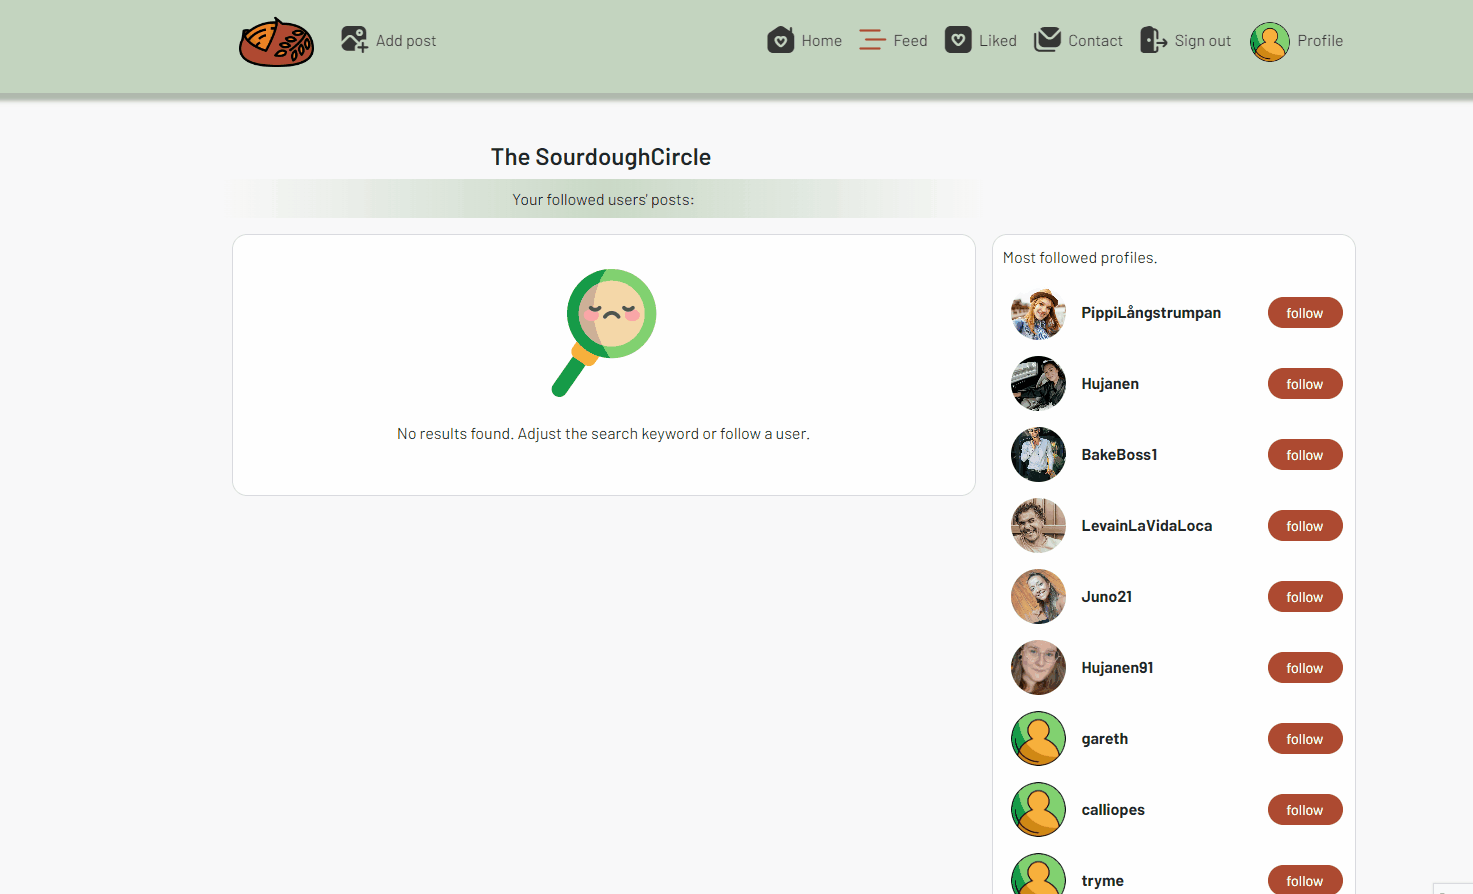 Add post
Home
Feed
Liked
Contact
Sign out
Profile
The SourdoughCircle
Your followed users' posts:
No results found. Adjust the search keyword or follow a user.
Most followed profiles.
PippiLångstrumpan follow
Hujanen follow
BakeBoss1 follow
LevainLaVidaLoca follow
Juno21 follow
Hujanen91 follow
gareth follow
calliopes follow
tryme follow